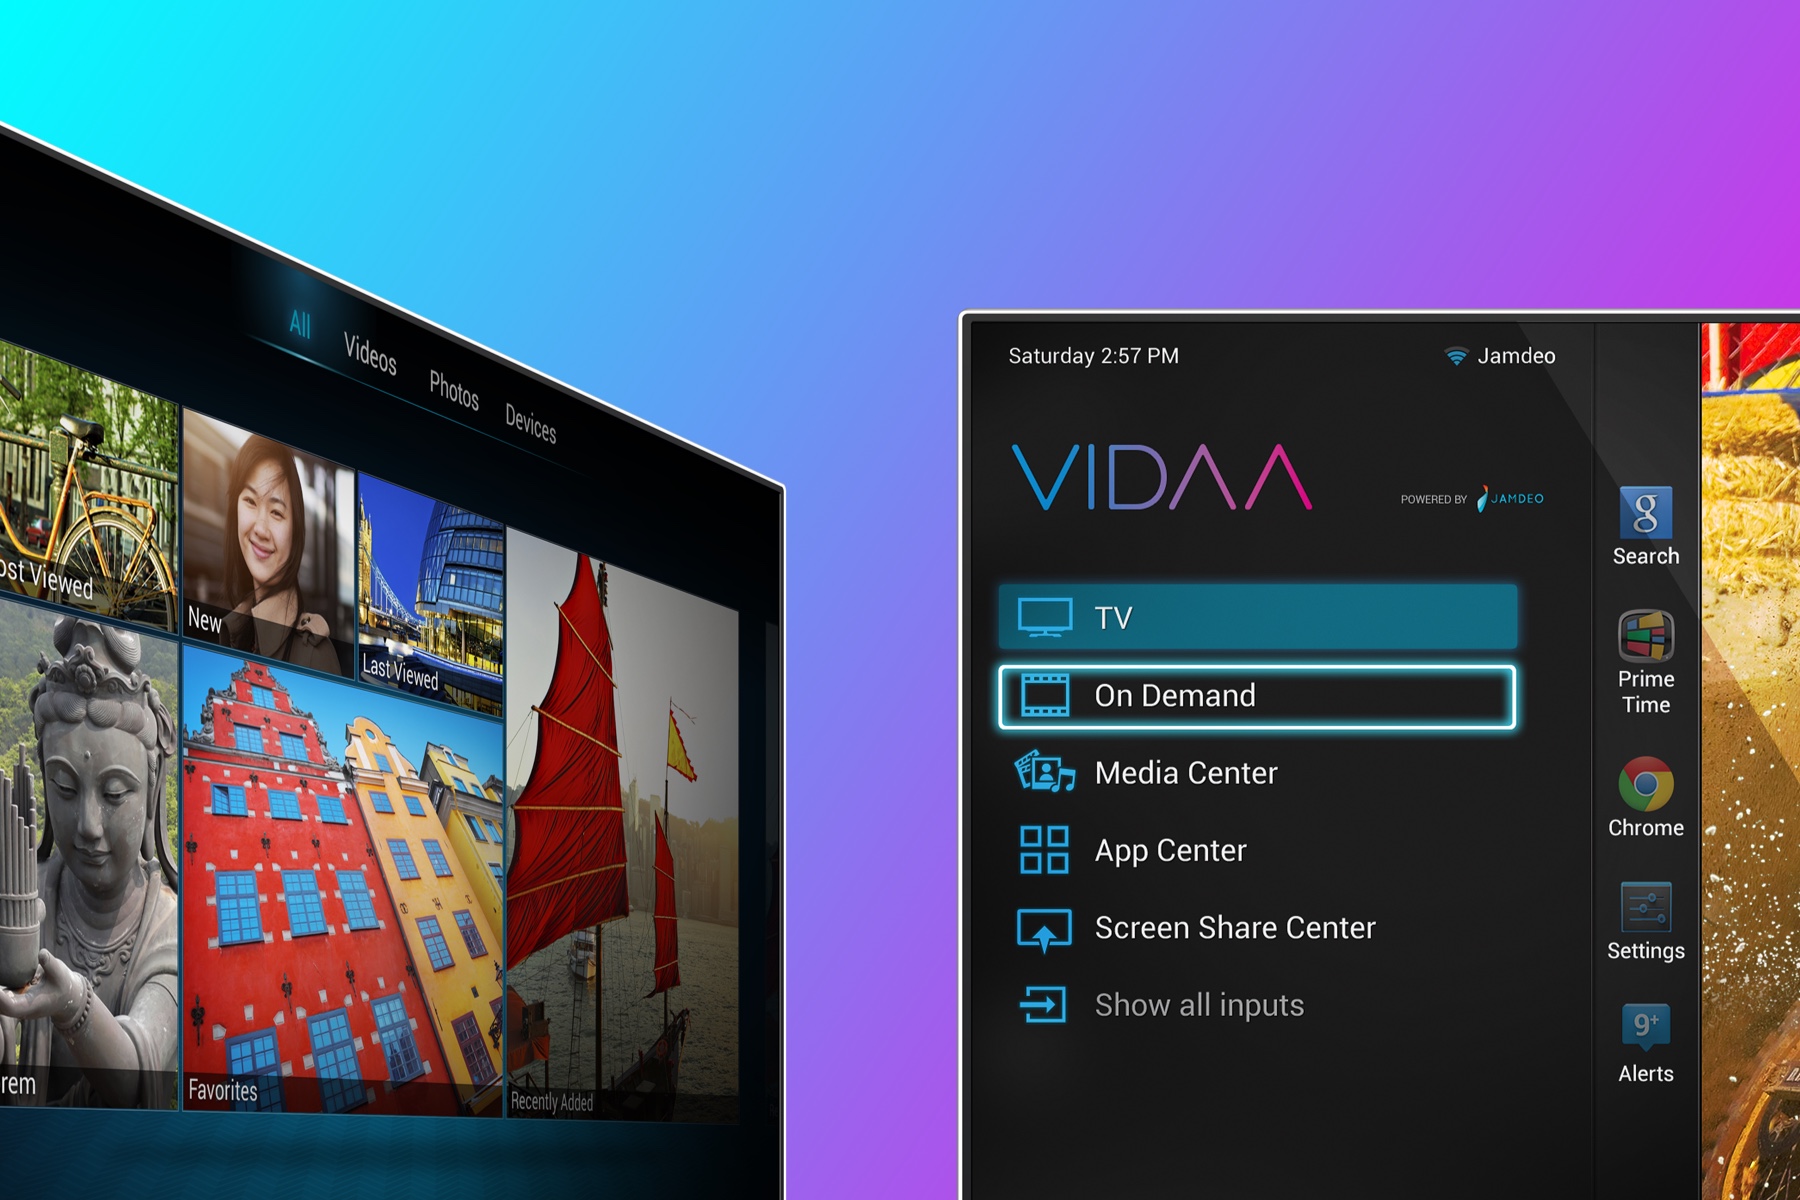 All
Videos
Photos
Devices
ost Viewed
New
Last Viewed
rem
Favorites
Recently Added
Saturday 2:57 PM
Jamdeo
VIDAA
POWERED BY JAMDEO
TV
On Demand
Media Center
App Center
Screen Share Center
Show all inputs
g
Search
Prime
Time
Chrome
Settings
9+
Alerts